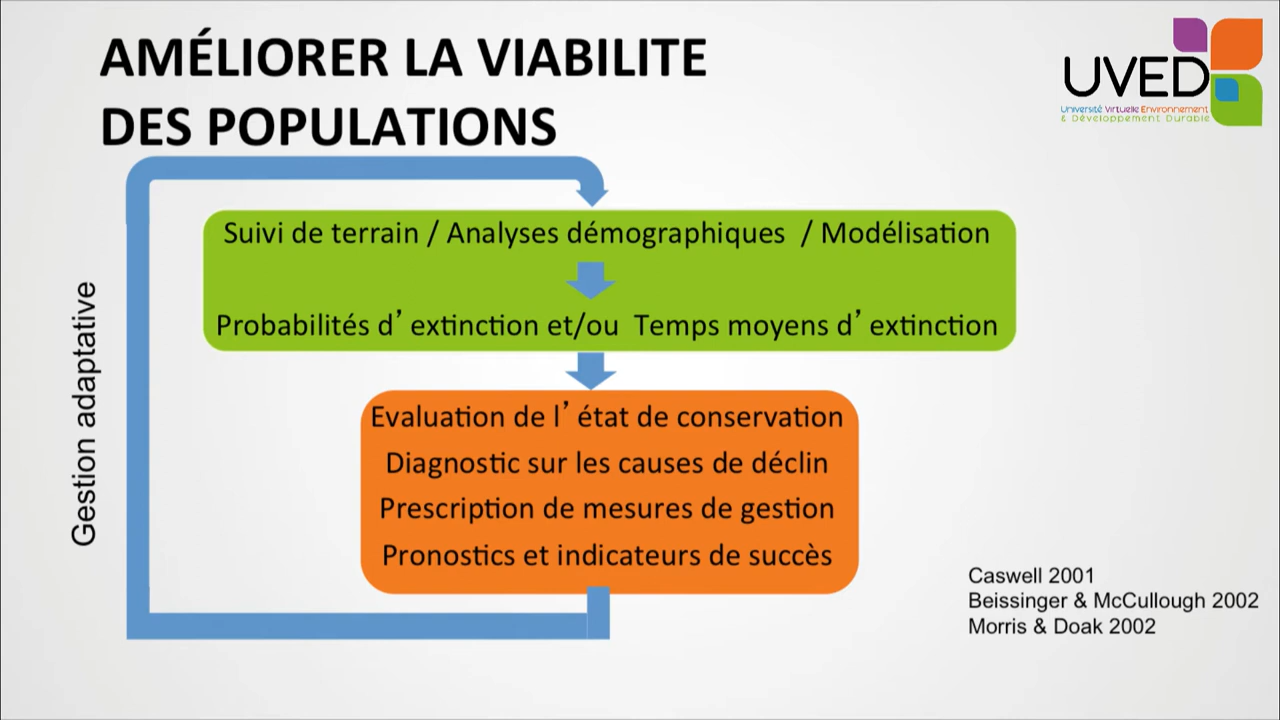 AMÉLIORER LA VIABILITE
DES POPULATIONS
UVED
Université Virtuelle Environnement
& Développement Durable
Suivi de terrain / Analyses démographiques / Modélisation
Probabilités d’ extinction et/ou Temps moyens d’ extinction
Gestion adaptative
Evaluation de l’ état de conservation
Diagnostic sur les causes de déclin
Prescription de mesures de gestion
Pronostics et indicateurs de succès
Caswell 2001
Beissinger & McCullough 2002
Morris & Doak 2002